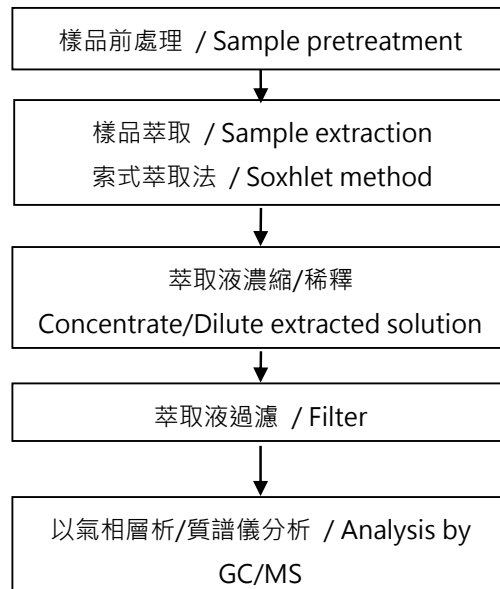 樣品前處理 / Sample pretreatment
樣品萃取 / Sample extraction
索式萃取法 / Soxhlet method
萃取液濃縮/稀釋
Concentrate/Dilute extracted solution
萃取液過濾 / Filter
以氣相層析/質譜儀分析 / Analysis by
GC/MS